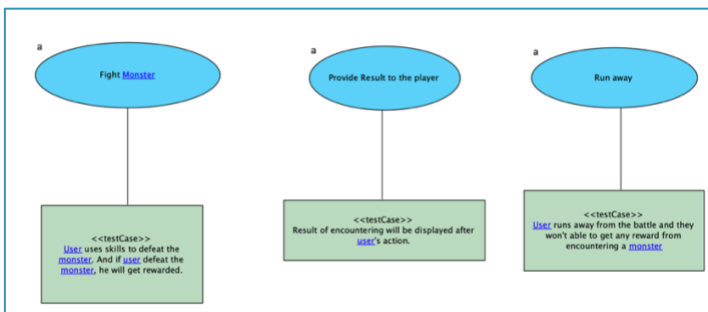 a
Fight Monster
a
Provide Result to the player
a
Run away
<<testCase>>
User uses skills to defeat the
monster. And if user defeat the
monster, he will get rewarded.
<<testCase>>
Result of encountering will be displayed after
user's action.
<<testCase>>
User runs away from the battle and they
won't able to get any reward from
encountering a monster